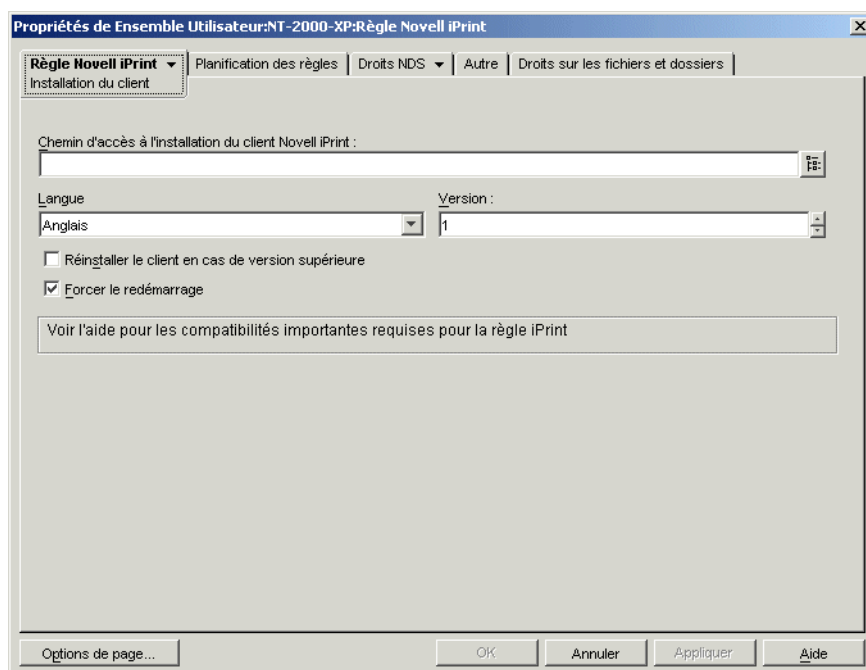 Propriétés de Ensemble Utilisateur:NT-2000-XP:Règle Novell iPrint
Règle Novell iPrint
Planification des règles
Droits NDS
Autre
Droits sur les fichiers et dossiers
Installation du client
Chemin d'accès à l'installation du client Novell iPrint :
Langue
Version :
Anglais
1
Réinstaller le client en cas de version supérieure
Forcer le redémarrage
Voir l'aide pour les compatibilités importantes requises pour la règle iPrint
Options de page...
OK
Annuler
Appliquer
Aide